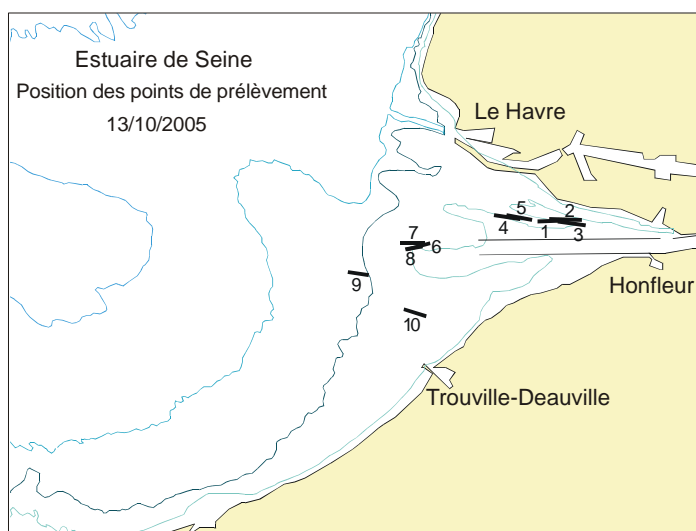 Estuaire de Seine
Position des points de prélèvement
13/10/2005
Le Havre
5
2
4
1
3
7
6
8
9
Honfleur
10
Trouville-Deauville